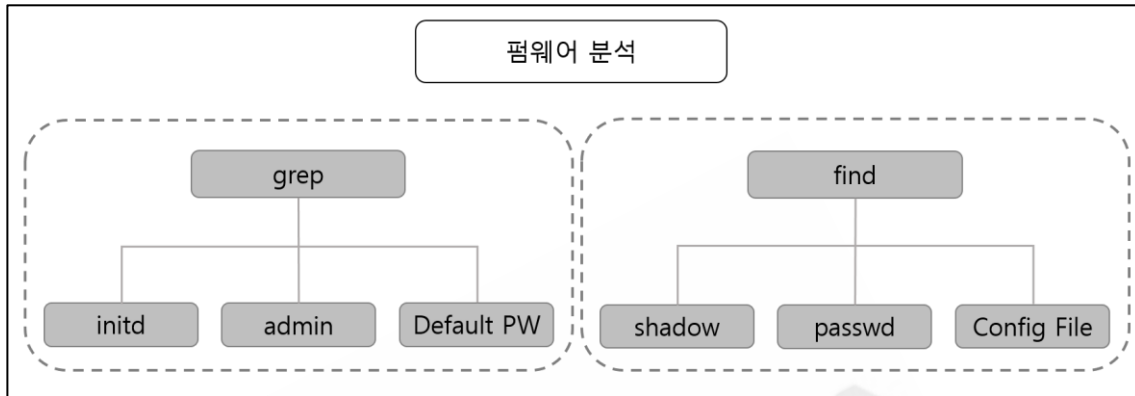 펌웨어 분석
grep
find
initd
admin
Default PW
shadow
passwd
Config File